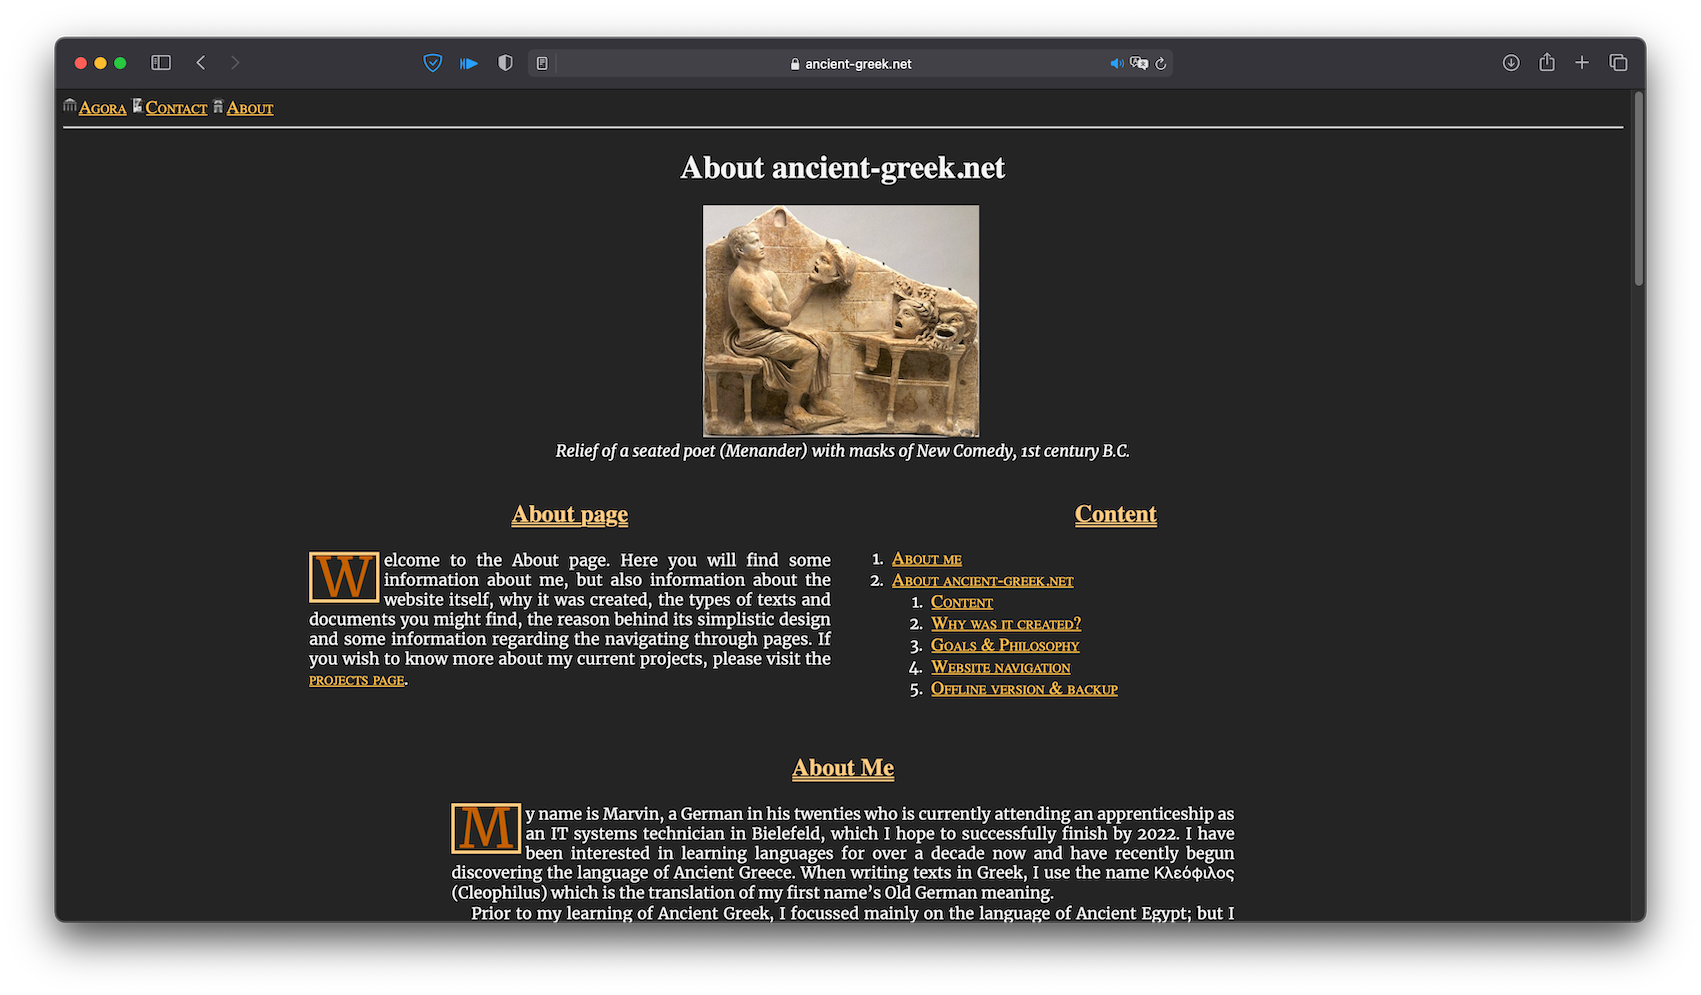 ancient-greek.net
Agora Contact About
About ancient-greek.net
Relief of a seated poet (Menander) with masks of New Comedy, 1st century B.C.
About page
Welcome to the About page. Here you will find some
information about me, but also information about the
website itself, why it was created, the types of texts and
documents you might find, the reason behind its simplistic design
and some information regarding the navigating through pages. If
you wish to know more about my current projects, please visit the
projects page.
Content
1. About me
2. About ancient-greek.net
1. Content
2. Why was it created?
3. Goals & Philosophy
4. Website navigation
5. Offline version & backup
About Me
My name is Marvin, a German in his twenties who is currently attending an apprenticeship as
an IT systems technician in Bielefeld, which I hope to successfully finish by 2022. I have
been interested in learning languages for over a decade now and have recently begun
discovering the language of Ancient Greece. When writing texts in Greek, I use the name Κλεόφιλος
(Cleophilus) which is the translation of my first name’s Old German meaning.
Prior to my learning of Ancient Greek, I focussed mainly on the language of Ancient Egypt; but I